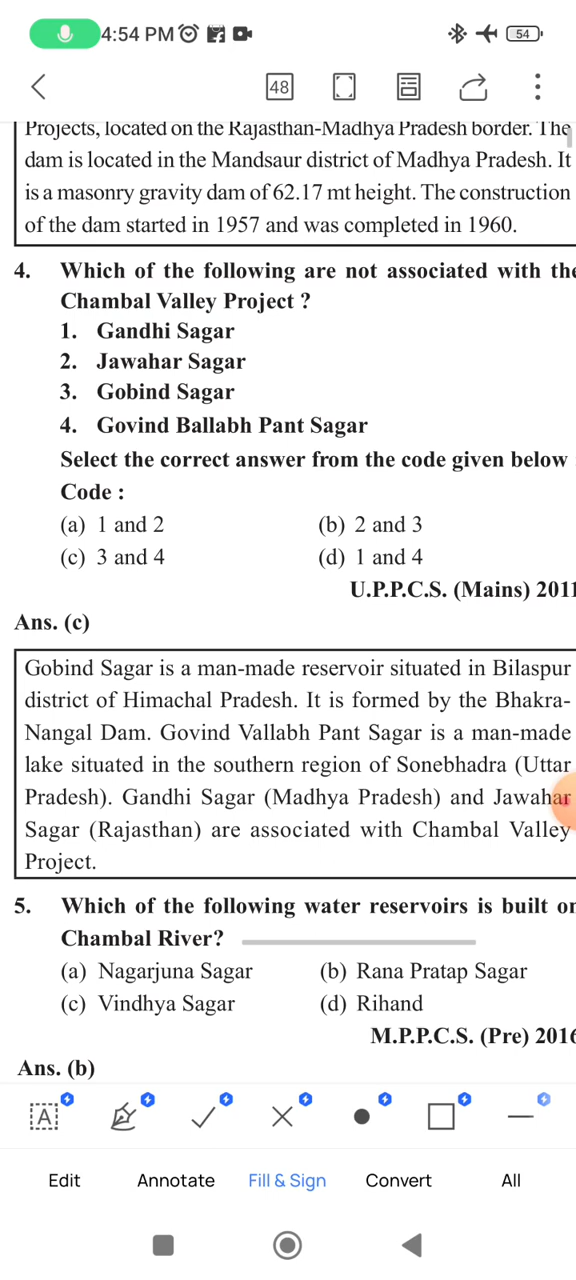 4:54 PM
54
48
Projects, located on the Rajasthan-Madhya Pradesh border. The
dam is located in the Mandsaur district of Madhya Pradesh. It
is a masonry gravity dam of 62.17 mt height. The construction
of the dam started in 1957 and was completed in 1960.
4. Which of the following are not associated with the
Chambal Valley Project ?
1. Gandhi Sagar
2. Jawahar Sagar
3. Gobind Sagar
4. Govind Ballabh Pant Sagar
Select the correct answer from the code given below
Code :
(a) 1 and 2 (b) 2 and 3
(c) 3 and 4 (d) 1 and 4
U.P.P.C.S. (Mains) 2011
Ans. (c)
Gobind Sagar is a man-made reservoir situated in Bilaspur
district of Himachal Pradesh. It is formed by the Bhakra-
Nangal Dam. Govind Vallabh Pant Sagar is a man-made
lake situated in the southern region of Sonebhadra (Uttar
Pradesh). Gandhi Sagar (Madhya Pradesh) and Jawahar
Sagar (Rajasthan) are associated with Chambal Valley
Project.
5. Which of the following water reservoirs is built on
Chambal River?
(a) Nagarjuna Sagar (b) Rana Pratap Sagar
(c) Vindhya Sagar (d) Rihand
M.P.P.C.S. (Pre) 2016
Ans. (b)
A
Edit Annotate Fill & Sign Convert All